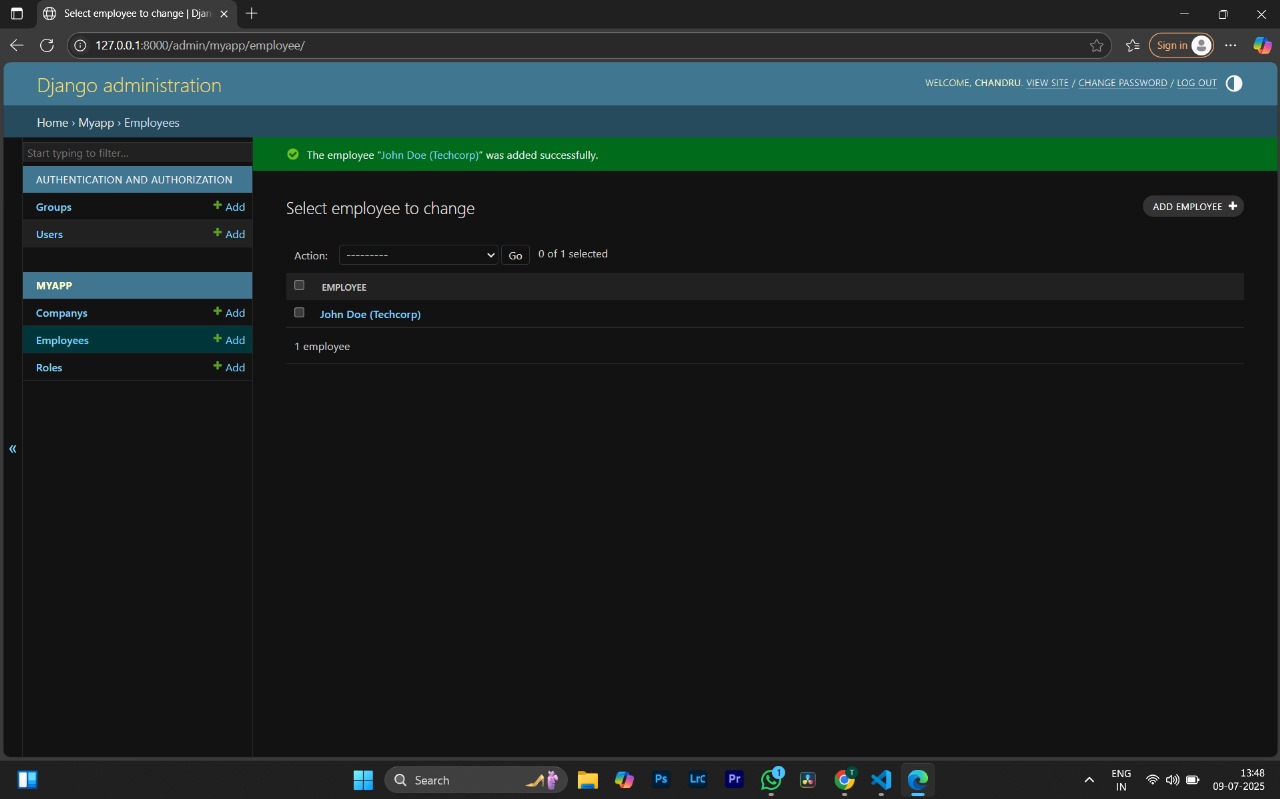 Select employee to change | Djan
127.0.0.1:8000/admin/myapp/employee/
Sign in
Django administration
WELCOME, CHANDRU. VIEW SITE / CHANGE PASSWORD / LOG OUT
Home › Myapp › Employees
Start typing to filter...
The employee “John Doe (Techcorp)” was added successfully.
AUTHENTICATION AND AUTHORIZATION
Groups + Add
Users + Add
MYAPP
Companys + Add
Employees + Add
Roles + Add
«
Select employee to change
ADD EMPLOYEE +
Action: --------- Go 0 of 1 selected
EMPLOYEE
John Doe (Techcorp)
1 employee
Search
Ps
LrC
Pr
1
T
ENG
IN
13:48
09-07-2025